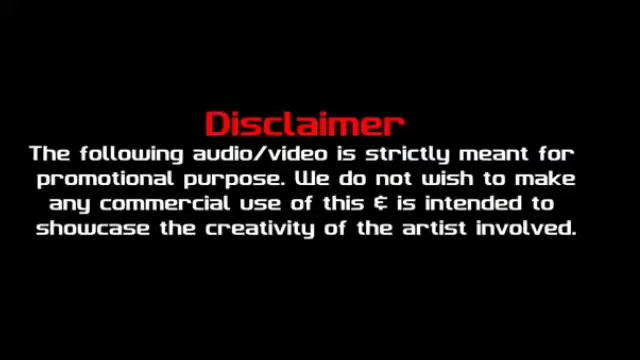 Disclaimer
The following audio/video is strictly meant for
promotional purpose. We do not wish to make
any commercial use of this & is intended to
showcase the creativity of the artist involved.